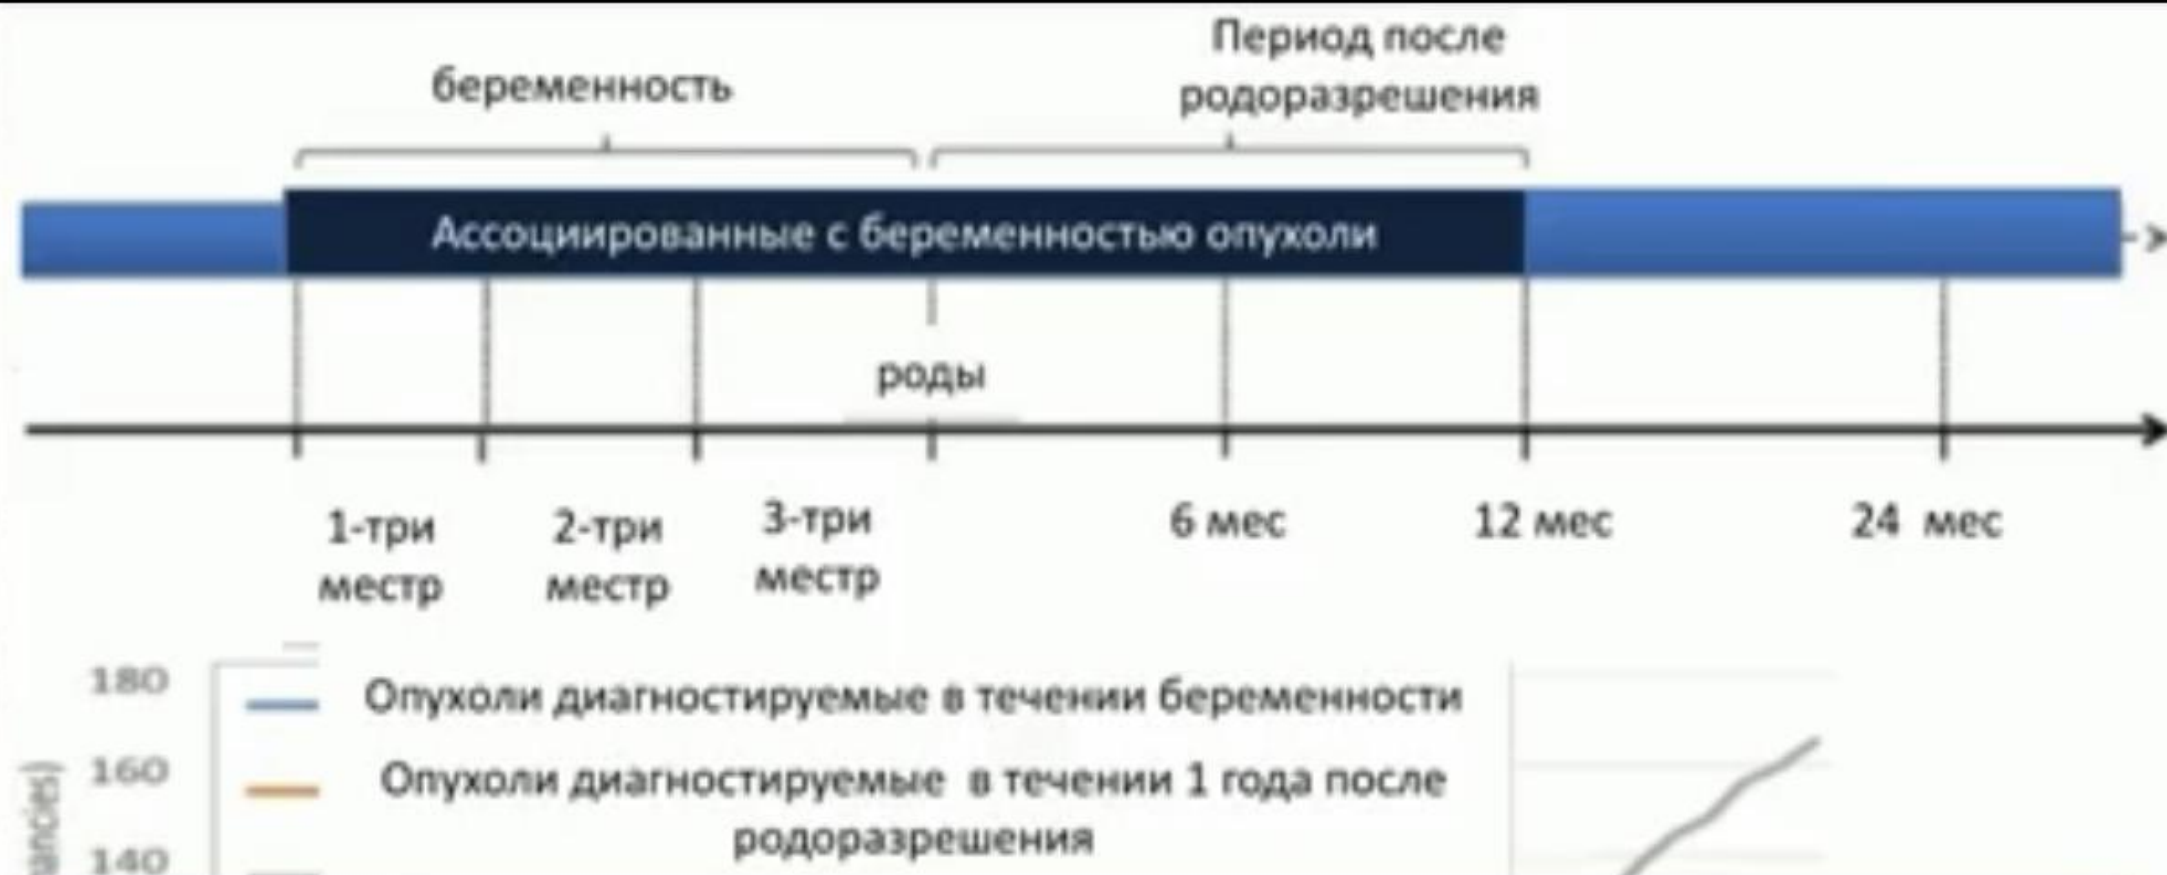 Период после
беременность
родоразрешения
Ассоциированные с беременностью опухоли
роды
1-три 2-три 3-три 6 мес 12 мес 24 мес
местр местр местр
180
Опухоли диагностируемые в течении беременности
160
Опухоли диагностируемые в течении 1 года после
родоразрешения
140